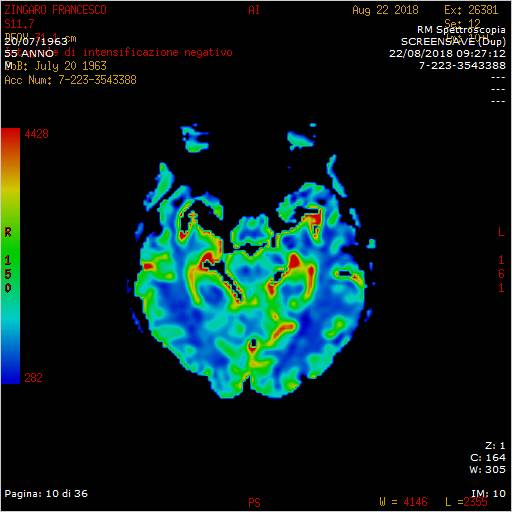 ZINGARO FRANCESCO
AI
Aug 22 2018
Ex: 26381
S11.7
Se: 12
RM Spettroscopia
20/07/1963
SCREENSAVE (Dup)
di intensificazione negativo
55 ANNO
22/08/2018 09:27:12
DoB: July 20 1963
7-223-3543388
Acc Num: 7-223-3543388
---
---
---
4428
R
150
L
161
282
Z: 1
C: 164
W: 305
Pagina: 10 di 36
IM: 10
PS
W = 4146
L =2355